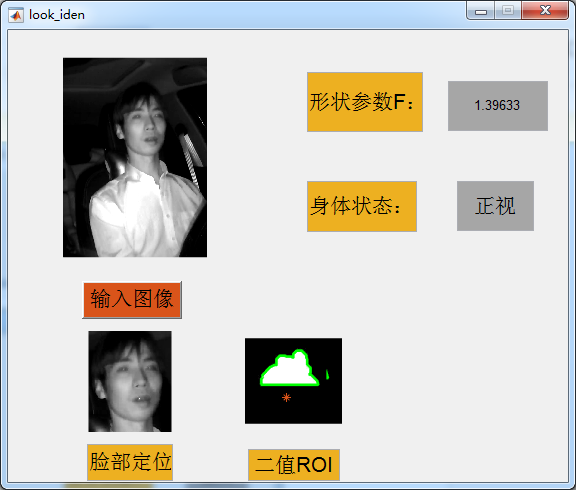 look_iden
形状参数F：
1.39633
身体状态：
正视
输入图像
脸部定位
二值ROI